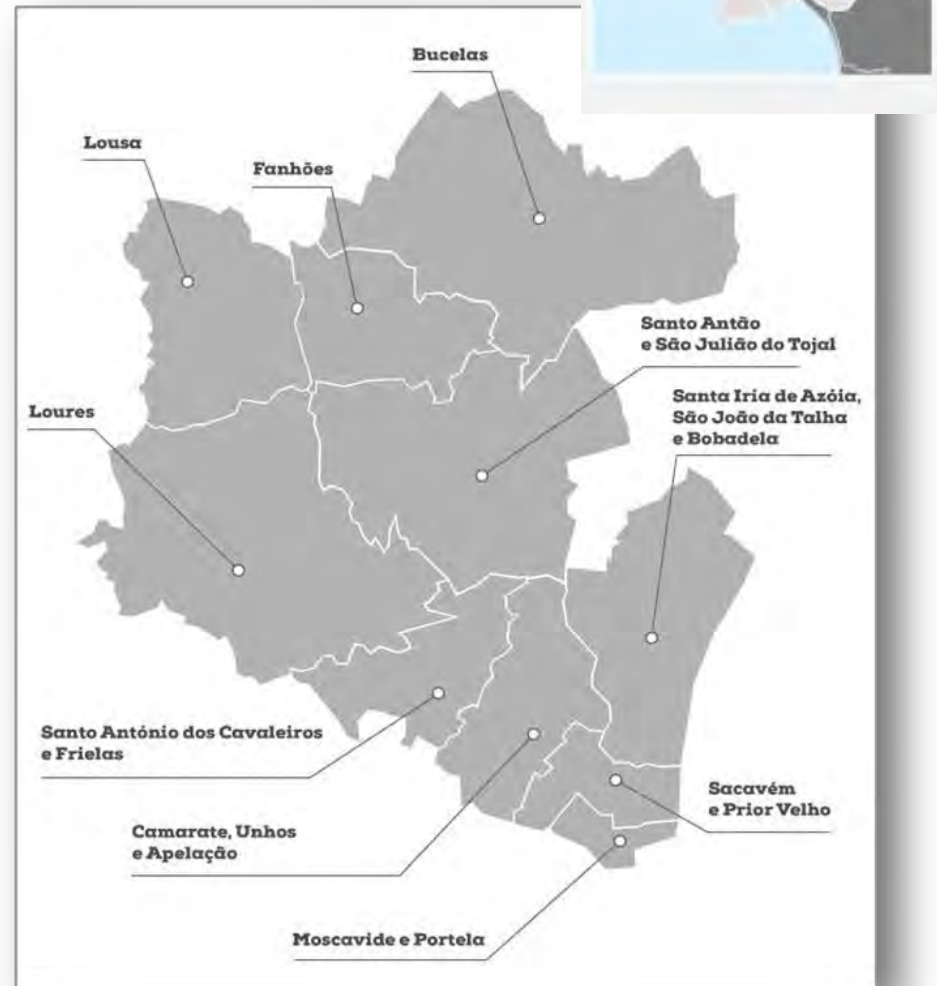 Bucelas
Lousa
Fanhões
Santo Antão
e São Julião do Tojal
Santa Iria de Azóia,
São João da Talha
e Bobadela
Loures
Santo António dos Cavaleiros
e Frielas
Sacavém
e Prior Velho
Camarate, Unhos
e Apelação
Moscavide e Portela